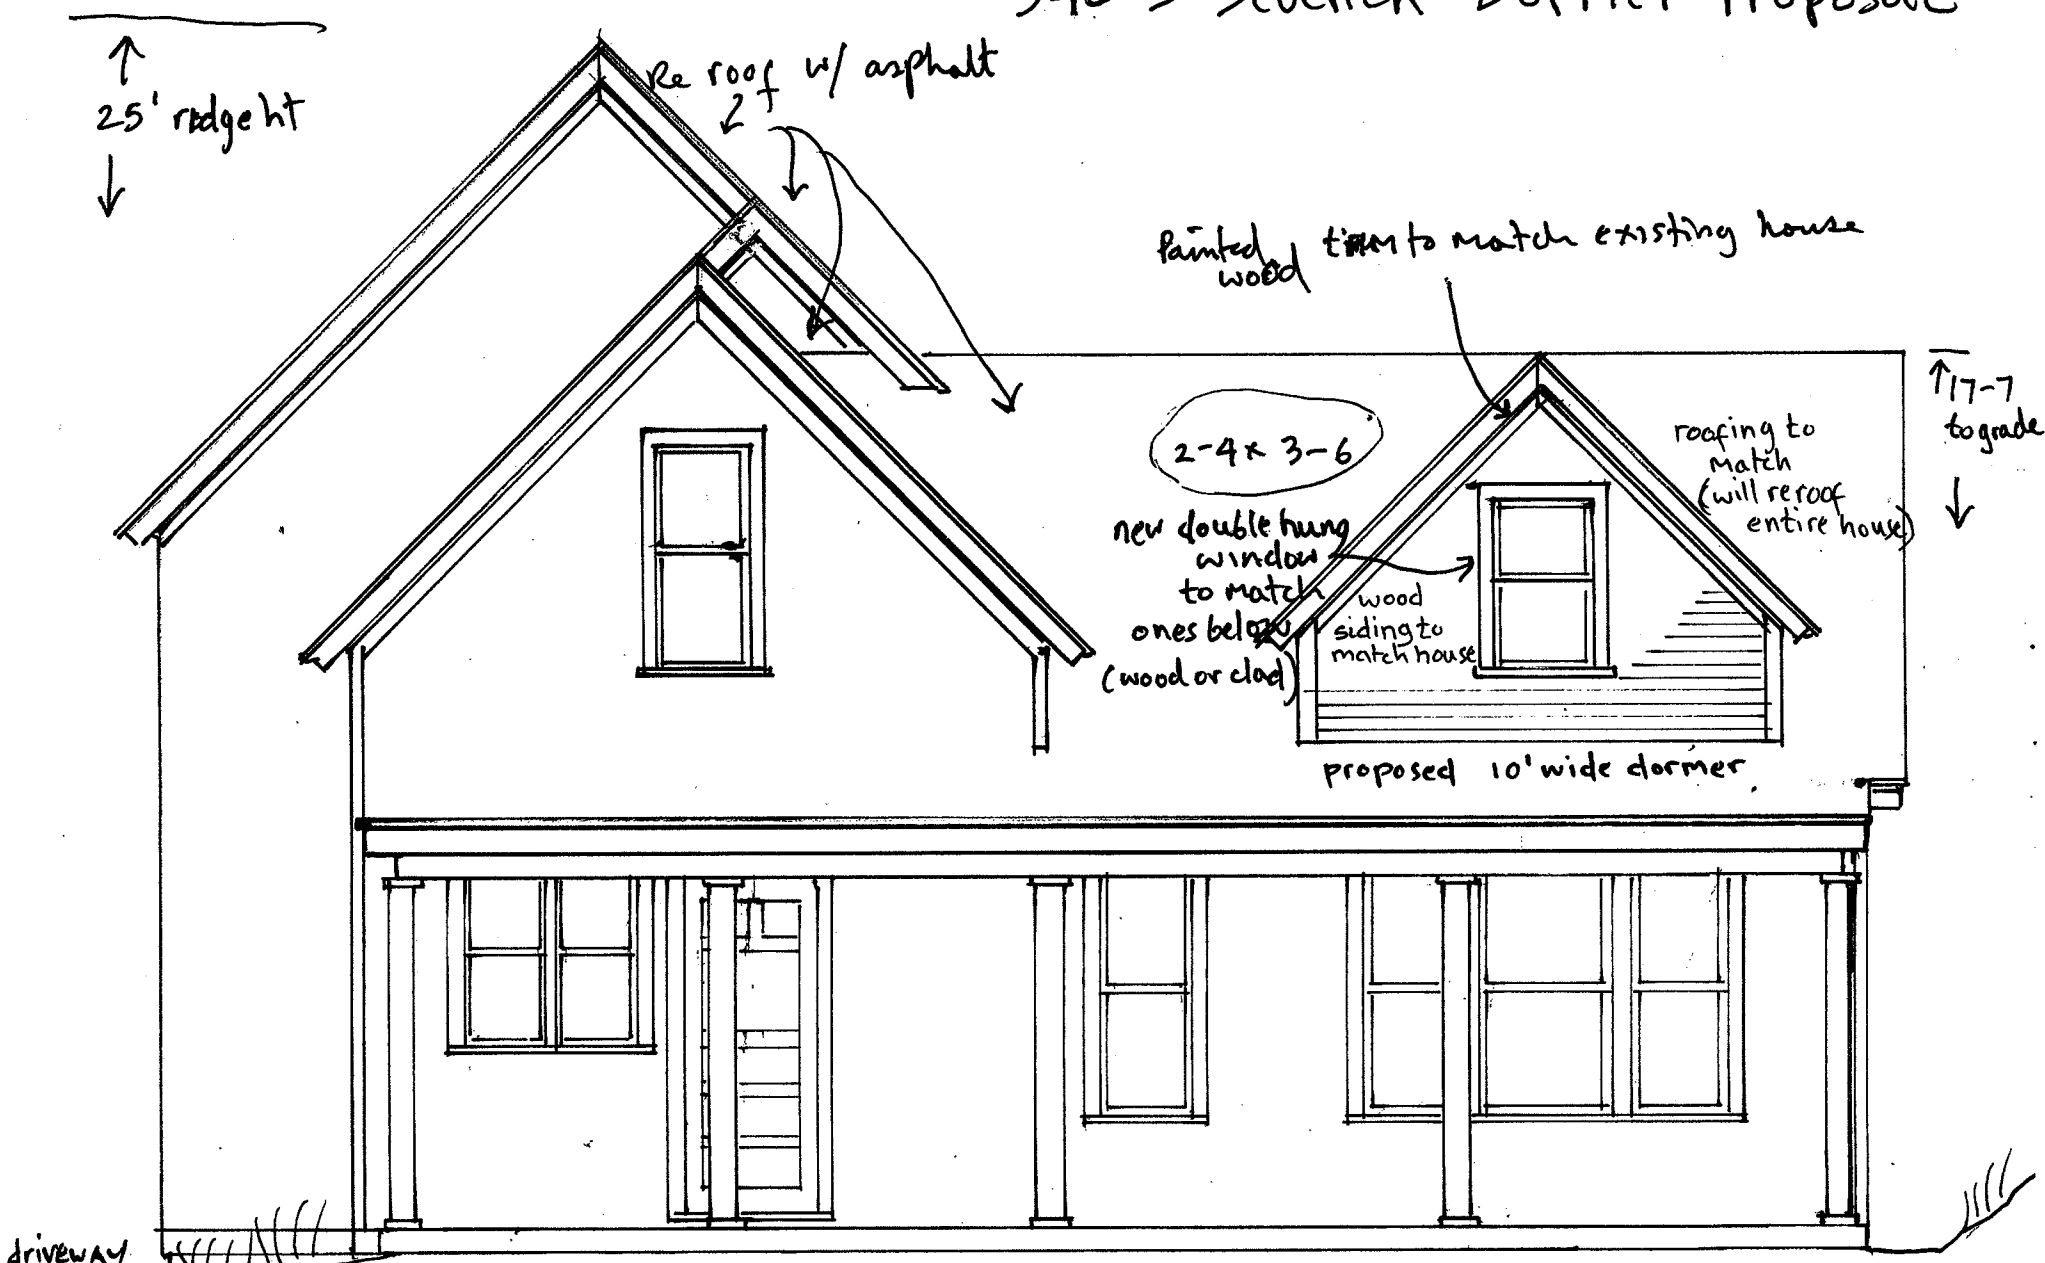 Dormer Proposal
25' ridge ht
Re roof w/ asphalt
Painted wood trim to match existing house
17-7
to grade
2-4 x 3-6
roofing to
match
(will reroof
entire house)
new double hung
window
to match
ones below
(wood or clad)
wood
siding to
match house
proposed 10' wide dormer
driveway